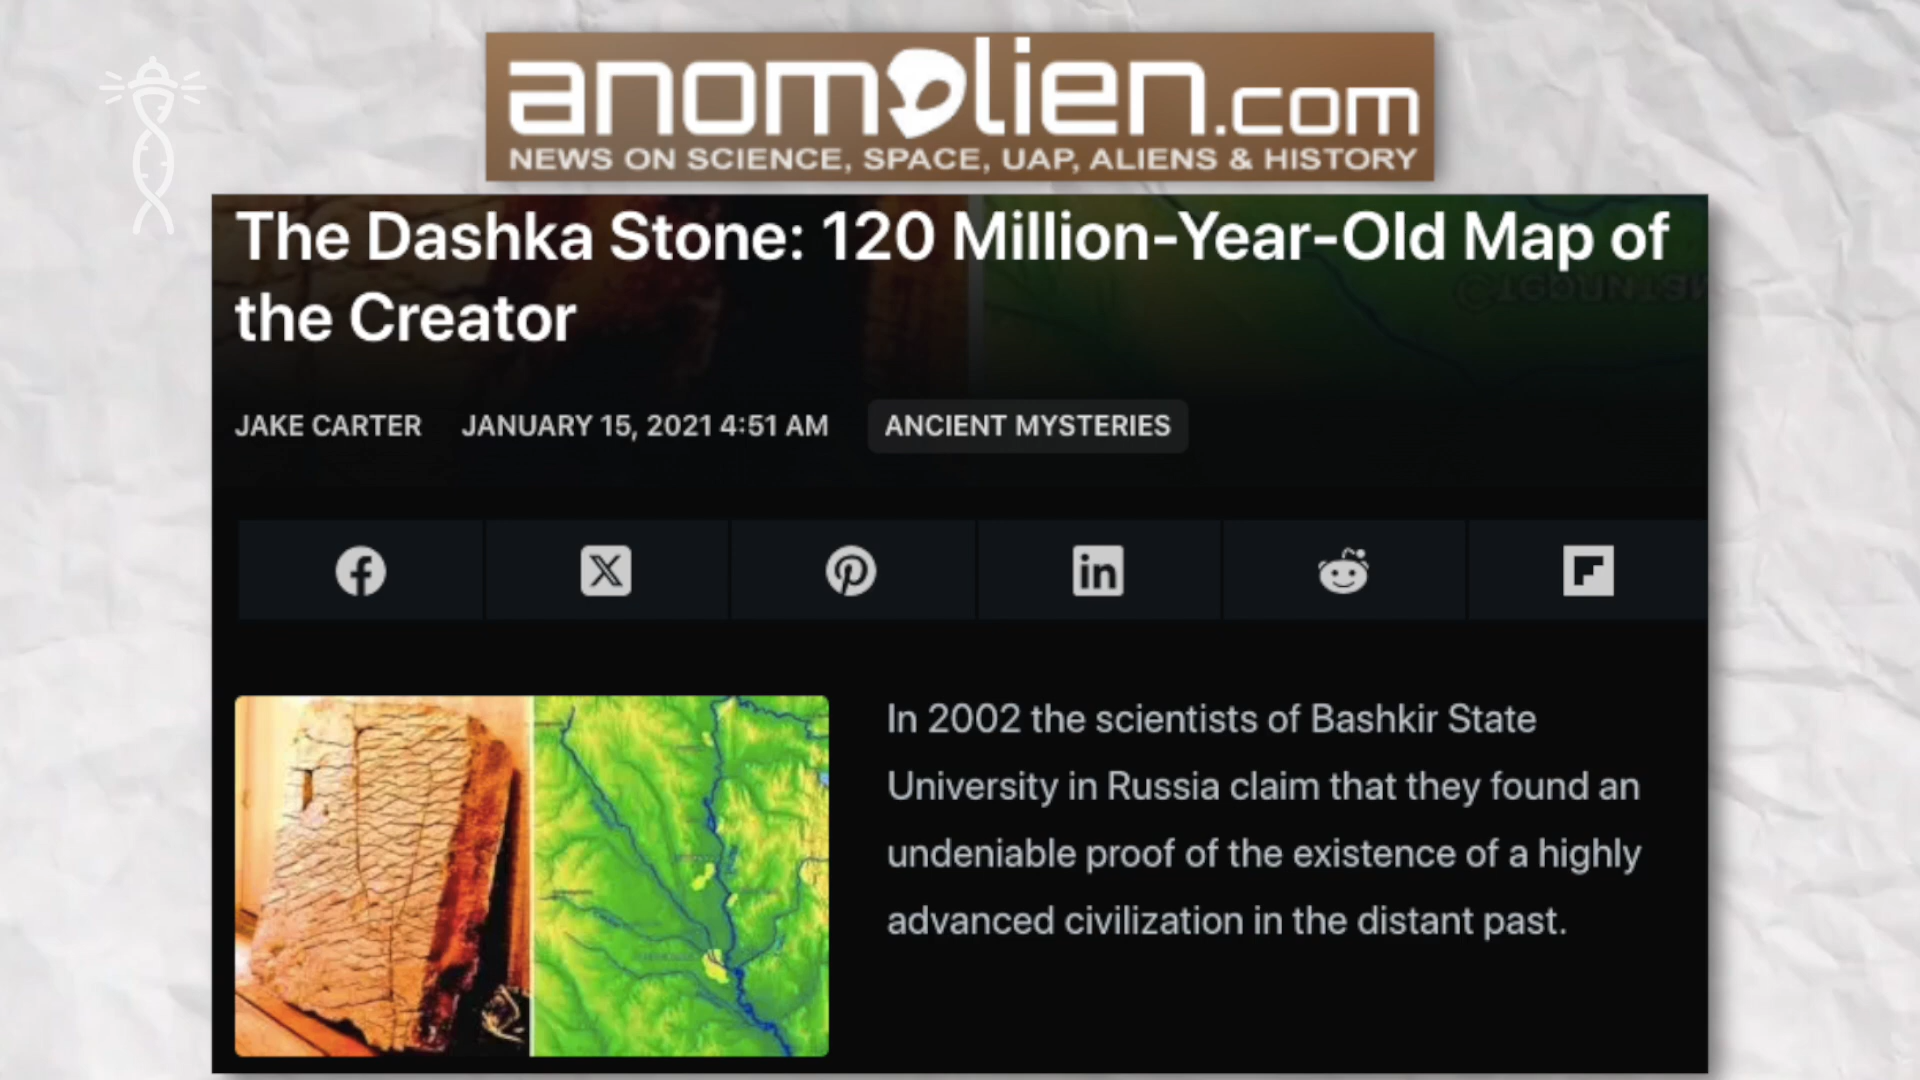 anomalien.com
NEWS ON SCIENCE, SPACE, UAP, ALIENS & HISTORY
The Dashka Stone: 120 Million-Year-Old Map of
the Creator
JAKE CARTER JANUARY 15, 2021 4:51 AM ANCIENT MYSTERIES
In 2002 the scientists of Bashkir State
University in Russia claim that they found an
undeniable proof of the existence of a highly
advanced civilization in the distant past.